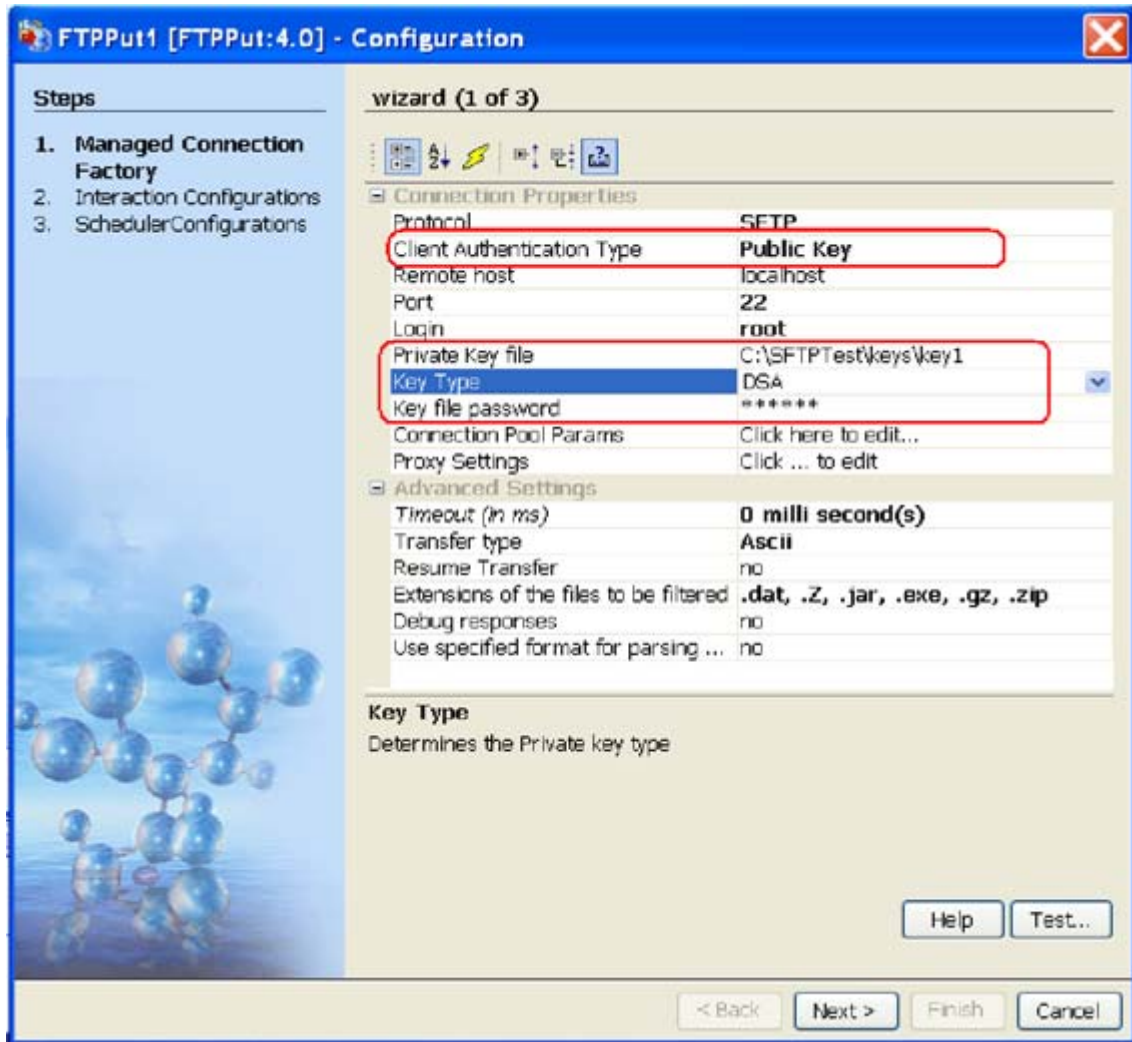 FTPPut1 [FTPPut:4.0] - Configuration
Steps
1. Managed Connection
Factory
2. Interaction Configurations
3. SchedulerConfigurations
wizard (1 of 3)
Connection Properties
Protocol SFTP
Client Authentication Type Public Key
Remote host localhost
Port 22
Login root
Private Key file C:\SFTPTest\keys\key1
Key Type DSA
Key file password ******
Connection Pool Params Click here to edit...
Proxy Settings Click ... to edit
Advanced Settings
Timeout (in ms) 0 milli second(s)
Transfer type Ascii
Resume Transfer no
Extensions of the files to be filtered .dat, .Z, .jar, .exe, .gz, .zip
Debug responses no
Use specified format for parsing ... no
Key Type
Determines the Private key type
Help Test...
< Back Next > Finish Cancel